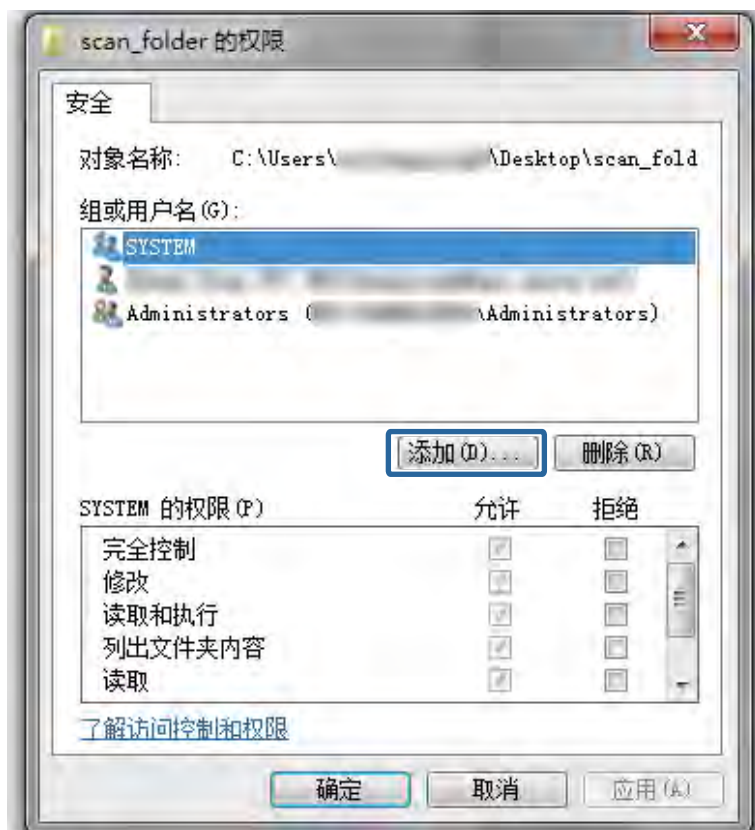 scan_folder 的权限
安全
对象名称: C:\Users\ \Desktop\scan_fold
组或用户名(G):
SYSTEM
Administrators ( \Administrators)
添加(D)... 删除(R)
SYSTEM 的权限(P) 允许 拒绝
完全控制
修改
读取和执行
列出文件夹内容
读取
了解访问控制和权限
确定 取消 应用(A)